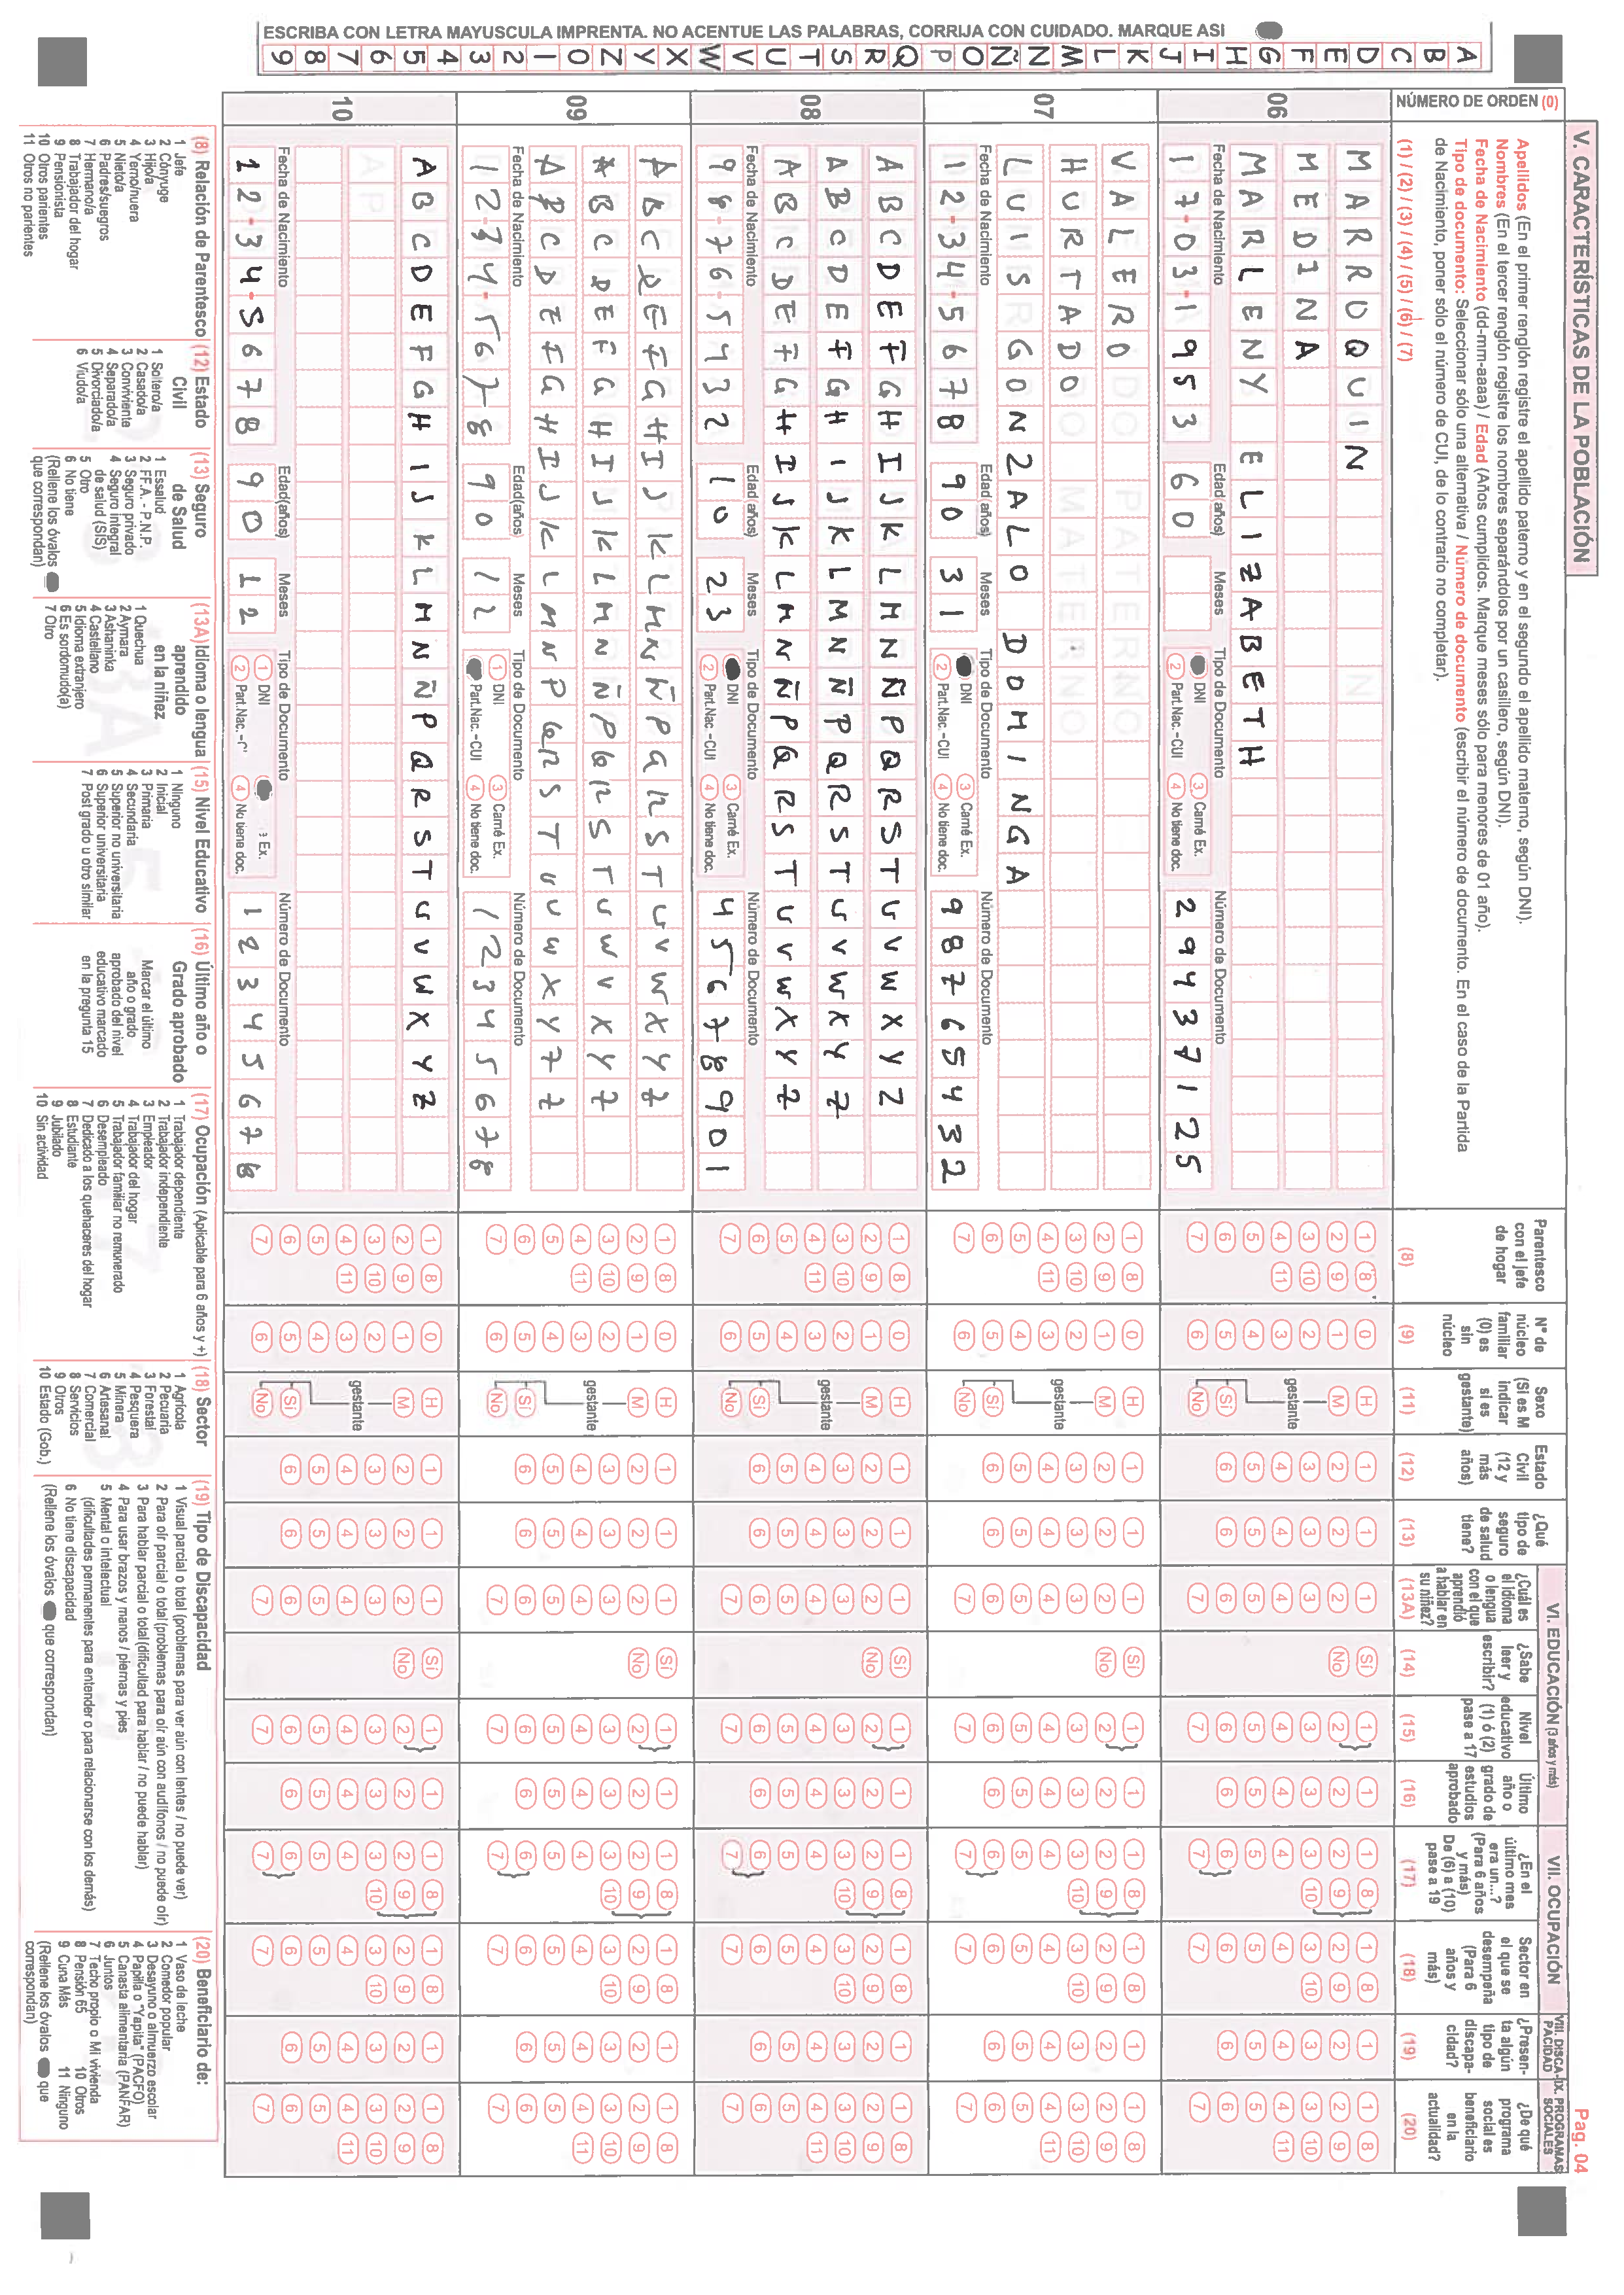 Pag. 04
ESCRIBA CON LETRA MAYUSCULA IMPRENTA. NO ACENTUE LAS PALABRAS, CORRIJA CON CUIDADO. MARQUE ASI
A B C D E F G H I J K L M N Ñ O P Q R S T U V W X Y Z 0 1 2 3 4 5 6 7 8 9
V. CARACTERÍSTICAS DE LA POBLACIÓN
VI. EDUCACIÓN (3 años y más)
VII. OCUPACIÓN
VIII. DISCA-PACIDAD
IX. PROGRAMAS SOCIALES
NÚMERO DE ORDEN (0)
Apellidos (En el primer renglón registre el apellido paterno y en el segundo el apellido materno, según DNI).
Nombres (En el tercer renglón registre los nombres separándolos por un casillero, según DNI).
Fecha de Nacimiento (dd-mm-aaaa) / Edad (Años cumplidos. Marque meses sólo para menores de 01 año).
Tipo de documento: Seleccionar sólo una alternativa / Número de documento (escribir el número de documento. En el caso de la Partida
de Nacimiento, poner sólo el número de CUI, de lo contrario no completar).
(1) / (2) / (3) / (4) / (5) / (6) / (7)
Parentesco con el jefe de hogar (8)
N° de núcleo familiar (0) es sin núcleo (9)
Sexo (Si es M indicar si es gestante) (11)
Estado Civil (12 y más años) (12)
¿Qué tipo de seguro de salud tiene? (13)
¿Cuál es el idioma o lengua con el que aprendió a hablar en su niñez? (13A)
¿Sabe leer y escribir? (14)
Nivel educativo (1) ó (2) pase a 17 (15)
Último año o grado de estudios aprobado (16)
¿En el último mes era un...? (Para 6 años y más) De (6) a (10) pase a 19 (17)
Sector en el que se desempeña (Para 6 años y más) (18)
¿Presenta algún tipo de discapacidad? (19)
¿De qué programa social es beneficiario en la actualidad? (20)
06
MARROQUIN
MEDINA
MARLENY ELIZABETH
Fecha de Nacimiento Edad(años) Meses Tipo de Documento Número de Documento
17-03-1953 60 DNI 3 Carné Ex. 2 Part.Nac.-CUI 4 No tiene doc. 299437125
07
VALERO
HURTADO
LUIS GONZALO DOMINGA
Fecha de Nacimiento Edad(años) Meses Tipo de Documento Número de Documento
12-34-5678 90 31 DNI 3 Carné Ex. 2 Part.Nac.-CUI 4 No tiene doc. 98765432
08
ABCDEFGHIJKLMNÑPQRSTUVWXYZ
ABCDEFGHIJKLMNÑPQRSTUVWXYZ
ABCDEFGHIJKLMNÑPQRSTUVWXYZ
Fecha de Nacimiento Edad(años) Meses Tipo de Documento Número de Documento
98-76-5432 10 23 DNI 3 Carné Ex. 2 Part.Nac.-CUI 4 No tiene doc. 45678901
09
ABCDEFGHIJKLMNÑPQRSTUVWXYZ
ABCDEFGHIJKLMNÑPQRSTUVWXYZ
ABCDEFGHIJKLMNPQRSTUVWXYZ
Fecha de Nacimiento Edad(años) Meses Tipo de Documento Número de Documento
12-34-5678 90 12 1 DNI 3 Carné Ex. Part.Nac.-CUI 4 No tiene doc. 12345678
10
ABCDEFGHIJKLMNÑPQRSTUVWXYZ
Fecha de Nacimiento Edad(años) Meses Tipo de Documento Número de Documento
12-34-5678 90 12 1 DNI Ex. 2 Part.Nac. 4 No tiene doc. 12345678
(8) Relación de Parentesco
1 Jefe
2 Cónyuge
3 Hijo/a
4 Yerno/nuera
5 Nieto/a
6 Padres/suegros
7 Hermano/a
8 Trabajador del hogar
9 Pensionista
10 Otros parientes
11 Otros no parientes
(12) Estado Civil
1 Soltero/a
2 Casado/a
3 Conviviente
4 Separado/a
5 Divorciado/a
6 Viudo/a
(13) Seguro de Salud
1 Essalud
2 FF.A. - P.N.P.
3 Seguro privado
4 Seguro integral de salud (SIS)
5 Otro
6 No tiene
(Rellene los óvalos que correspondan)
(13A) Idioma o lengua aprendido en la niñez
1 Quechua
2 Aymara
3 Ashaninka
4 Castellano
5 Idioma extranjero
6 Es sordomudo(a)
7 Otro
(15) Nivel Educativo
1 Ninguno
2 Inicial
3 Primaria
4 Secundaria
5 Superior no universitaria
6 Superior universitaria
7 Post grado u otro similar
(16) Último año o Grado aprobado
Marcar el último año o grado aprobado del nivel educativo marcado en la pregunta 15
(17) Ocupación (Aplicable para 6 años y +)
1 Trabajador dependiente
2 Trabajador independiente
3 Empleador
4 Trabajador del hogar
5 Trabajador familiar no remunerado
6 Desempleado
7 Dedicado a los quehaceres del hogar
8 Estudiante
9 Jubilado
10 Sin actividad
(18) Sector
1 Agrícola
2 Pecuaria
3 Forestal
4 Pesquera
5 Minera
6 Artesanal
7 Comercial
8 Servicios
9 Otros
10 Estado (Gob.)
(19) Tipo de Discapacidad
1 Visual parcial o total (problemas para ver aún con lentes / no puede ver)
2 Para oír parcial o total (problemas para oír aún con audífonos / no puede oír)
3 Para hablar parcial o total (dificultad para hablar / no puede hablar)
4 Para usar brazos y manos / piernas y pies
5 Mental o intelectual
(dificultades permanentes para entender o para relacionarse con los demás)
6 No tiene discapacidad
(Rellene los óvalos que correspondan)
(20) Beneficiario de:
1 Vaso de leche
2 Comedor popular
3 Desayuno o almuerzo escolar
4 Papilla o "Yapita" (PACFO)
5 Canasta alimentaria (PANFAR)
6 Juntos
7 Techo propio o Mi vivienda
8 Pensión 65
9 Cuna Más
10 Otros
11 Ninguno
(Rellene los óvalos que correspondan)